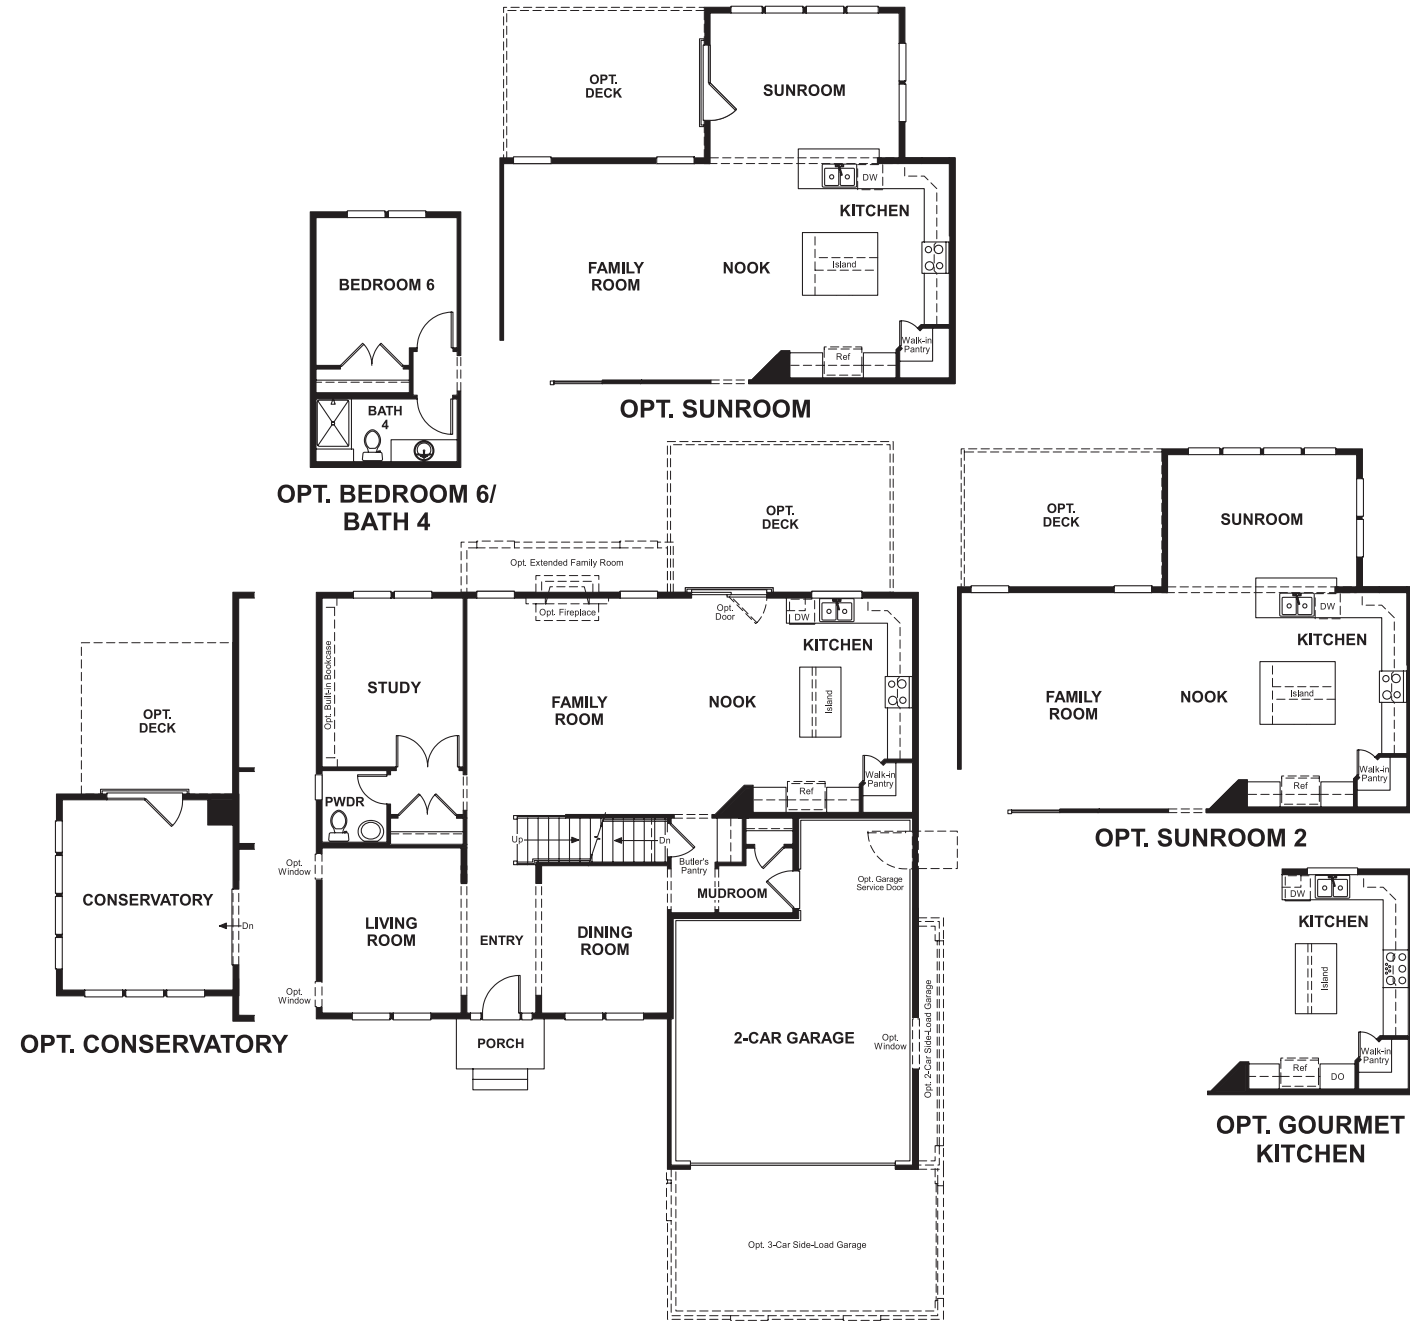 OPT.
DECK
SUNROOM
DW
KITCHEN
FAMILY
ROOM
NOOK
Island
Walk-in
Pantry
Ref
OPT. SUNROOM
BEDROOM 6
BATH
4
OPT. BEDROOM 6/
BATH 4
OPT.
DECK
SUNROOM
DW
KITCHEN
FAMILY
ROOM
NOOK
Island
Walk-in
Pantry
Ref
OPT. SUNROOM 2
OPT.
DECK
CONSERVATORY
Dn
OPT. CONSERVATORY
OPT.
DECK
Opt. Extended Family Room
Opt. Fireplace
Opt.
Door
DW
KITCHEN
Opt. Built-in Bookcase
STUDY
FAMILY
ROOM
NOOK
Island
Walk-in
Pantry
Ref
PWDR
Up
Dn
Butler's
Pantry
MUDROOM
Opt. Garage
Service Door
Opt.
Window
LIVING
ROOM
ENTRY
DINING
ROOM
Opt.
Window
PORCH
2-CAR GARAGE
Opt.
Window
Opt. 2-Car Side-Load Garage
Opt. 3-Car Side-Load Garage
DW
KITCHEN
Island
Walk-in
Pantry
Ref
DO
OPT. GOURMET
KITCHEN